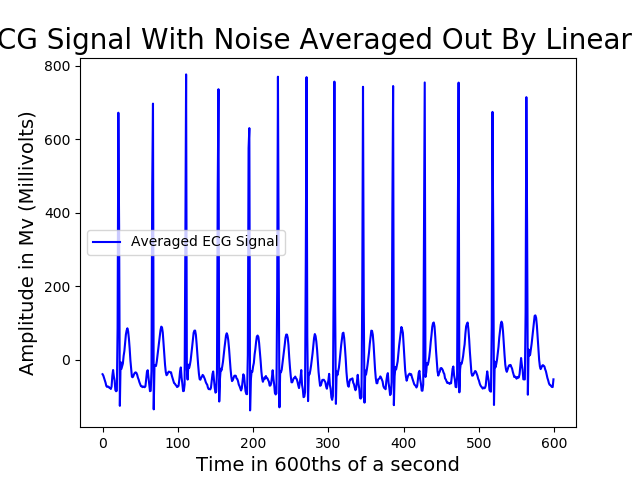 CG Signal With Noise Averaged Out By Linear
800
600
400
200
0
Amplitude in Mv (Millivolts)
Averaged ECG Signal
0 100 200 300 400 500 600
Time in 600ths of a second